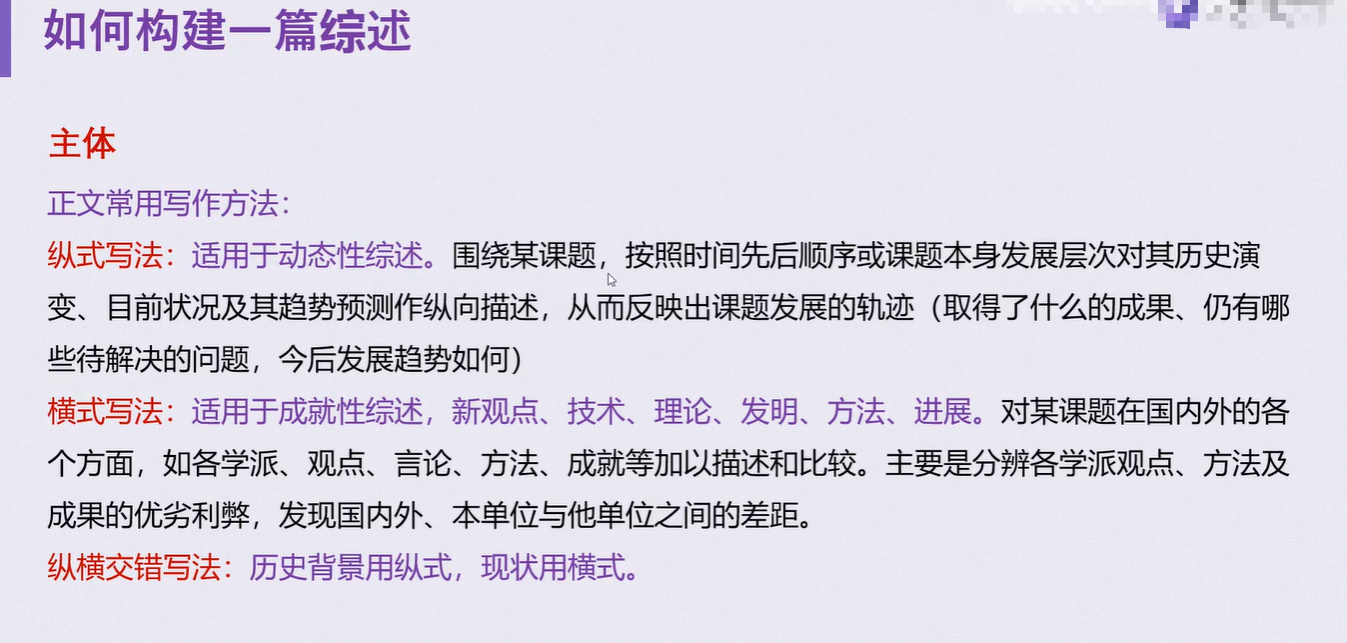 如何构建一篇综述
主体
正文常用写作方法：
纵式写法：适用于动态性综述。围绕某课题，按照时间先后顺序或课题本身发展层次对其历史演
变、目前状况及其趋势预测作纵向描述，从而反映出课题发展的轨迹（取得了什么的成果、仍有哪
些待解决的问题，今后发展趋势如何）
横式写法：适用于成就性综述，新观点、技术、理论、发明、方法、进展。对某课题在国内外的各
个方面，如各学派、观点、言论、方法、成就等加以描述和比较。主要是分辨各学派观点、方法及
成果的优劣利弊，发现国内外、本单位与他单位之间的差距。
纵横交错写法：历史背景用纵式，现状用横式。